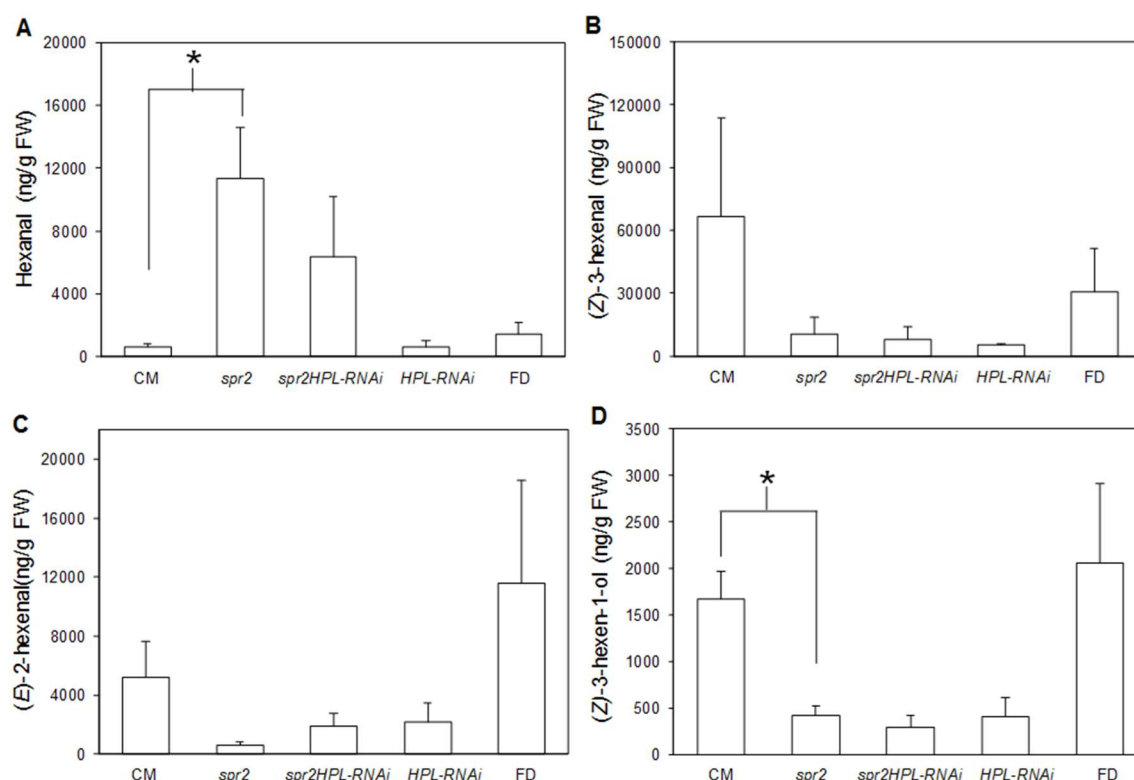 A
Hexanal (ng/g FW)
20000
16000
12000
8000
4000
0
*
CM spr2 spr2HPL-RNAi HPL-RNAi FD
B
(Z)-3-hexenal (ng/g FW)
150000
120000
90000
60000
30000
0
CM spr2 spr2HPL-RNAi HPL-RNAi FD
C
(E)-2-hexenal(ng/g FW)
20000
16000
12000
8000
4000
0
CM spr2 spr2HPL-RNAi HPL-RNAi FD
D
(Z)-3-hexen-1-ol (ng/g FW)
3500
3000
2500
2000
1500
1000
500
0
*
CM spr2 spr2HPL-RNAi HPL-RNAi FD